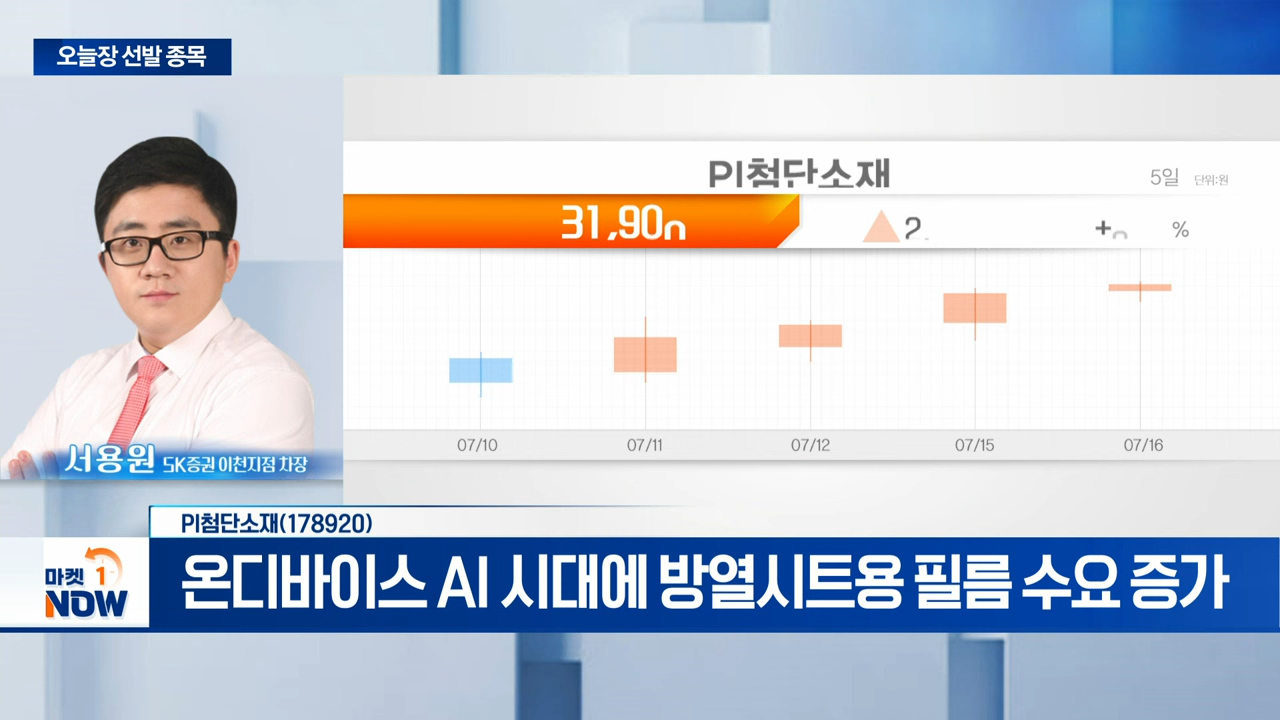 오늘장 선발 종목
PI첨단소재
5일 단위:원
%
07/10 07/11 07/12 07/15 07/16
서용원 SK증권 이천지점 차장
PI첨단소재(178920)
마켓 1
NOW
온디바이스 AI 시대에 방열시트용 필름 수요 증가